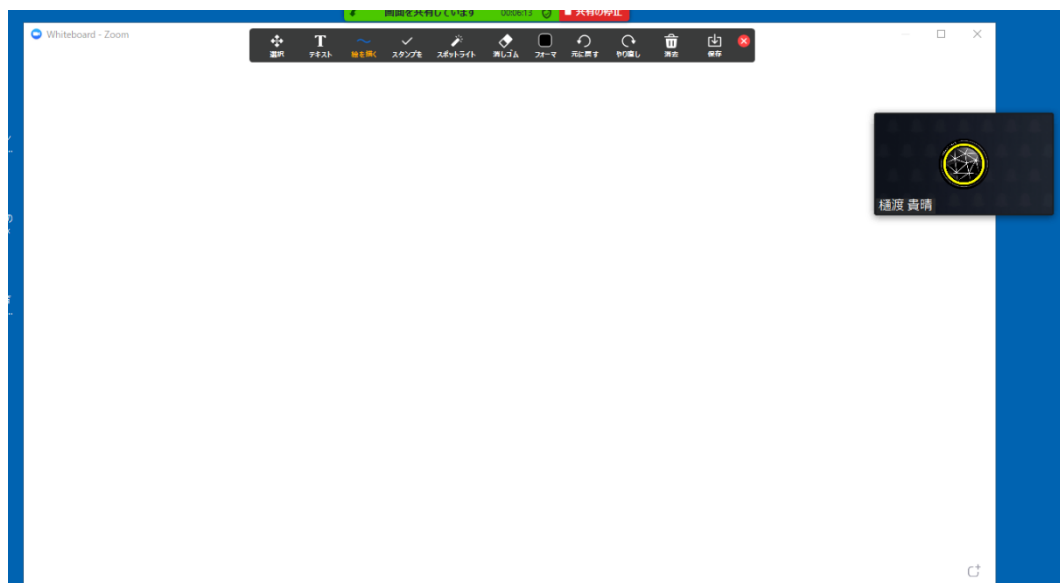 画面を共有しています 00:06:13 共有の停止
Whiteboard - Zoom
選択 テキスト 絵を描く スタンプを スポットライト 消しゴム フォーマ 元に戻す やり直し 消去 保存
樋渡 貴晴